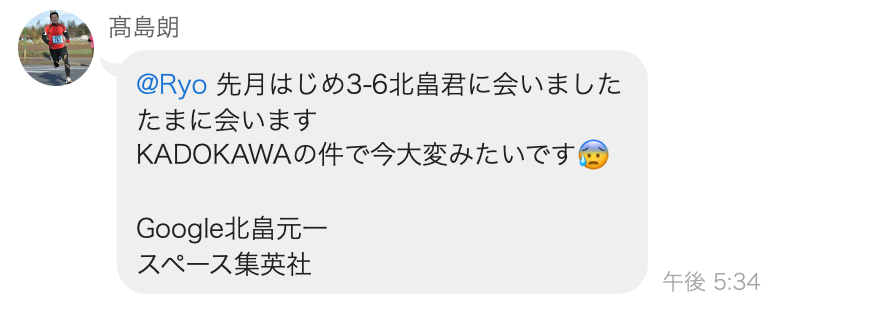 髙島朗
@Ryo 先月はじめ3-6北畠君に会いました
たまに会います
KADOKAWAの件で今大変みたいです😰
Google北畠元一
スペース集英社
午後 5:34